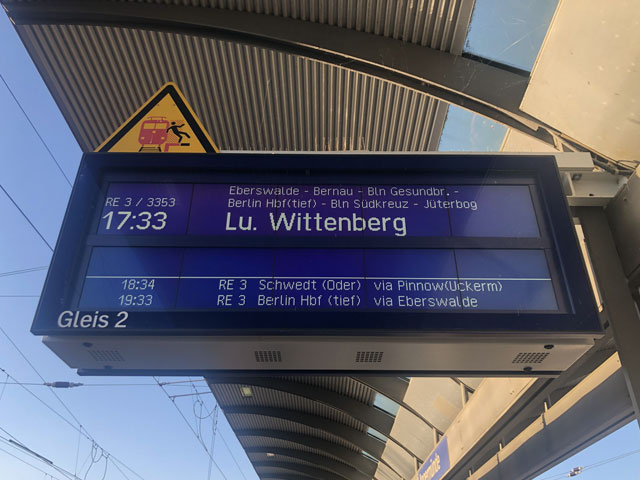 Eberswalde - Bernau - Bln Gesundbr. -
RE 3 / 3353 Berlin Hbf(tief) - Bln Südkreuz - Jüterbog
17:33 Lu. Wittenberg
18:34 RE 3 Schwedt (Oder) via Pinnow(Uckerm)
19:33 RE 3 Berlin Hbf (tief) via Eberswalde
Gleis 2